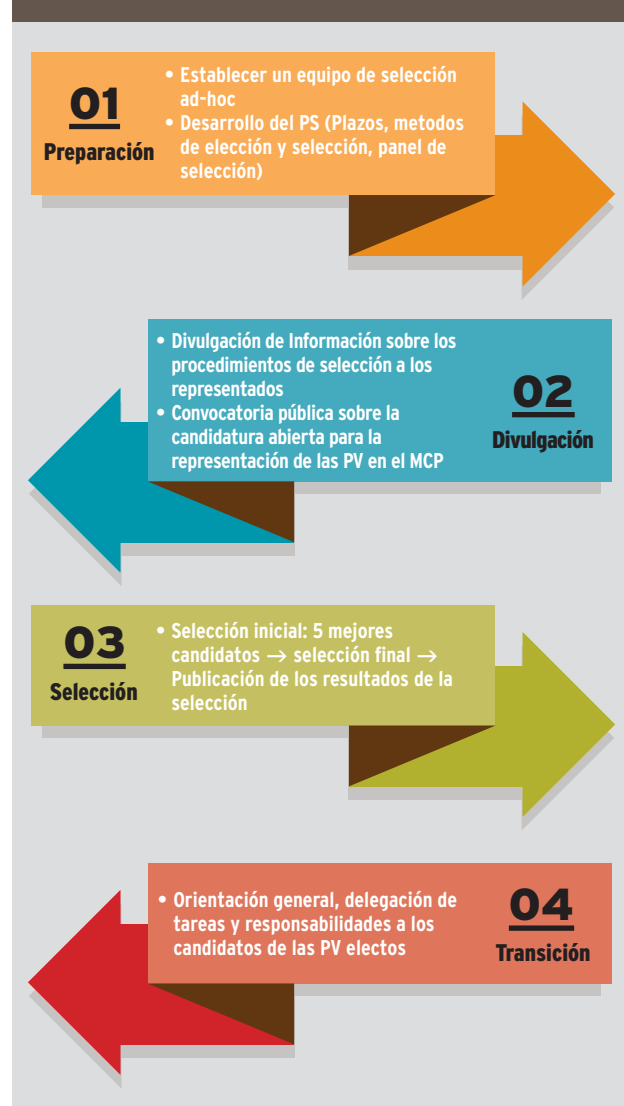 01
Preparación
• Establecer un equipo de selección
ad-hoc
• Desarrollo del PS (Plazos, metodos
de elección y selección, panel de
selección)
• Divulgación de Información sobre los
procedimientos de selección a los
representados
• Convocatoria pública sobre la
candidatura abierta para la
representación de las PV en el MCP
02
Divulgación
03
Selección
• Selección inicial: 5 mejores
candidatos → selección final →
Publicación de los resultados de la
selección
• Orientación general, delegación de
tareas y responsabilidades a los
candidatos de las PV electos
04
Transición